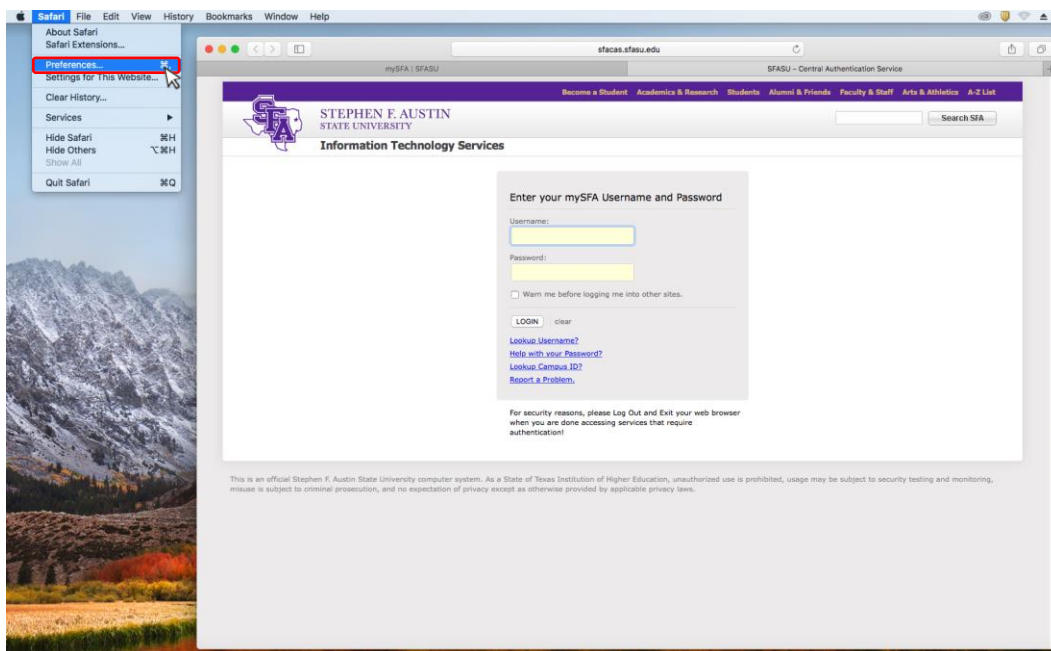 Safari File Edit View History Bookmarks Window Help
About Safari
Safari Extensions...
Preferences... ⌘,
Settings for This Website...
Clear History...
Services ▶
Hide Safari ⌘H
Hide Others ⌥⌘H
Show All
Quit Safari ⌘Q
sfacas.sfasu.edu
mySFA | SFASU
SFASU – Central Authentication Service
Become a Student Academics & Research Students Alumni & Friends Faculty & Staff Arts & Athletics A-Z List
SFA
STEPHEN F. AUSTIN
STATE UNIVERSITY
Search SFA
Information Technology Services
Enter your mySFA Username and Password
Username:
Password:
Warn me before logging me into other sites.
LOGIN clear
Lookup Username?
Help with your Password?
Lookup Campus ID?
Report a Problem.
For security reasons, please Log Out and Exit your web browser
when you are done accessing services that require
authentication!
This is an official Stephen F. Austin State University computer system. As a State of Texas Institution of Higher Education, unauthorized use is prohibited, usage may be subject to security testing and monitoring,
misuse is subject to criminal prosecution, and no expectation of privacy except as otherwise provided by applicable privacy laws.